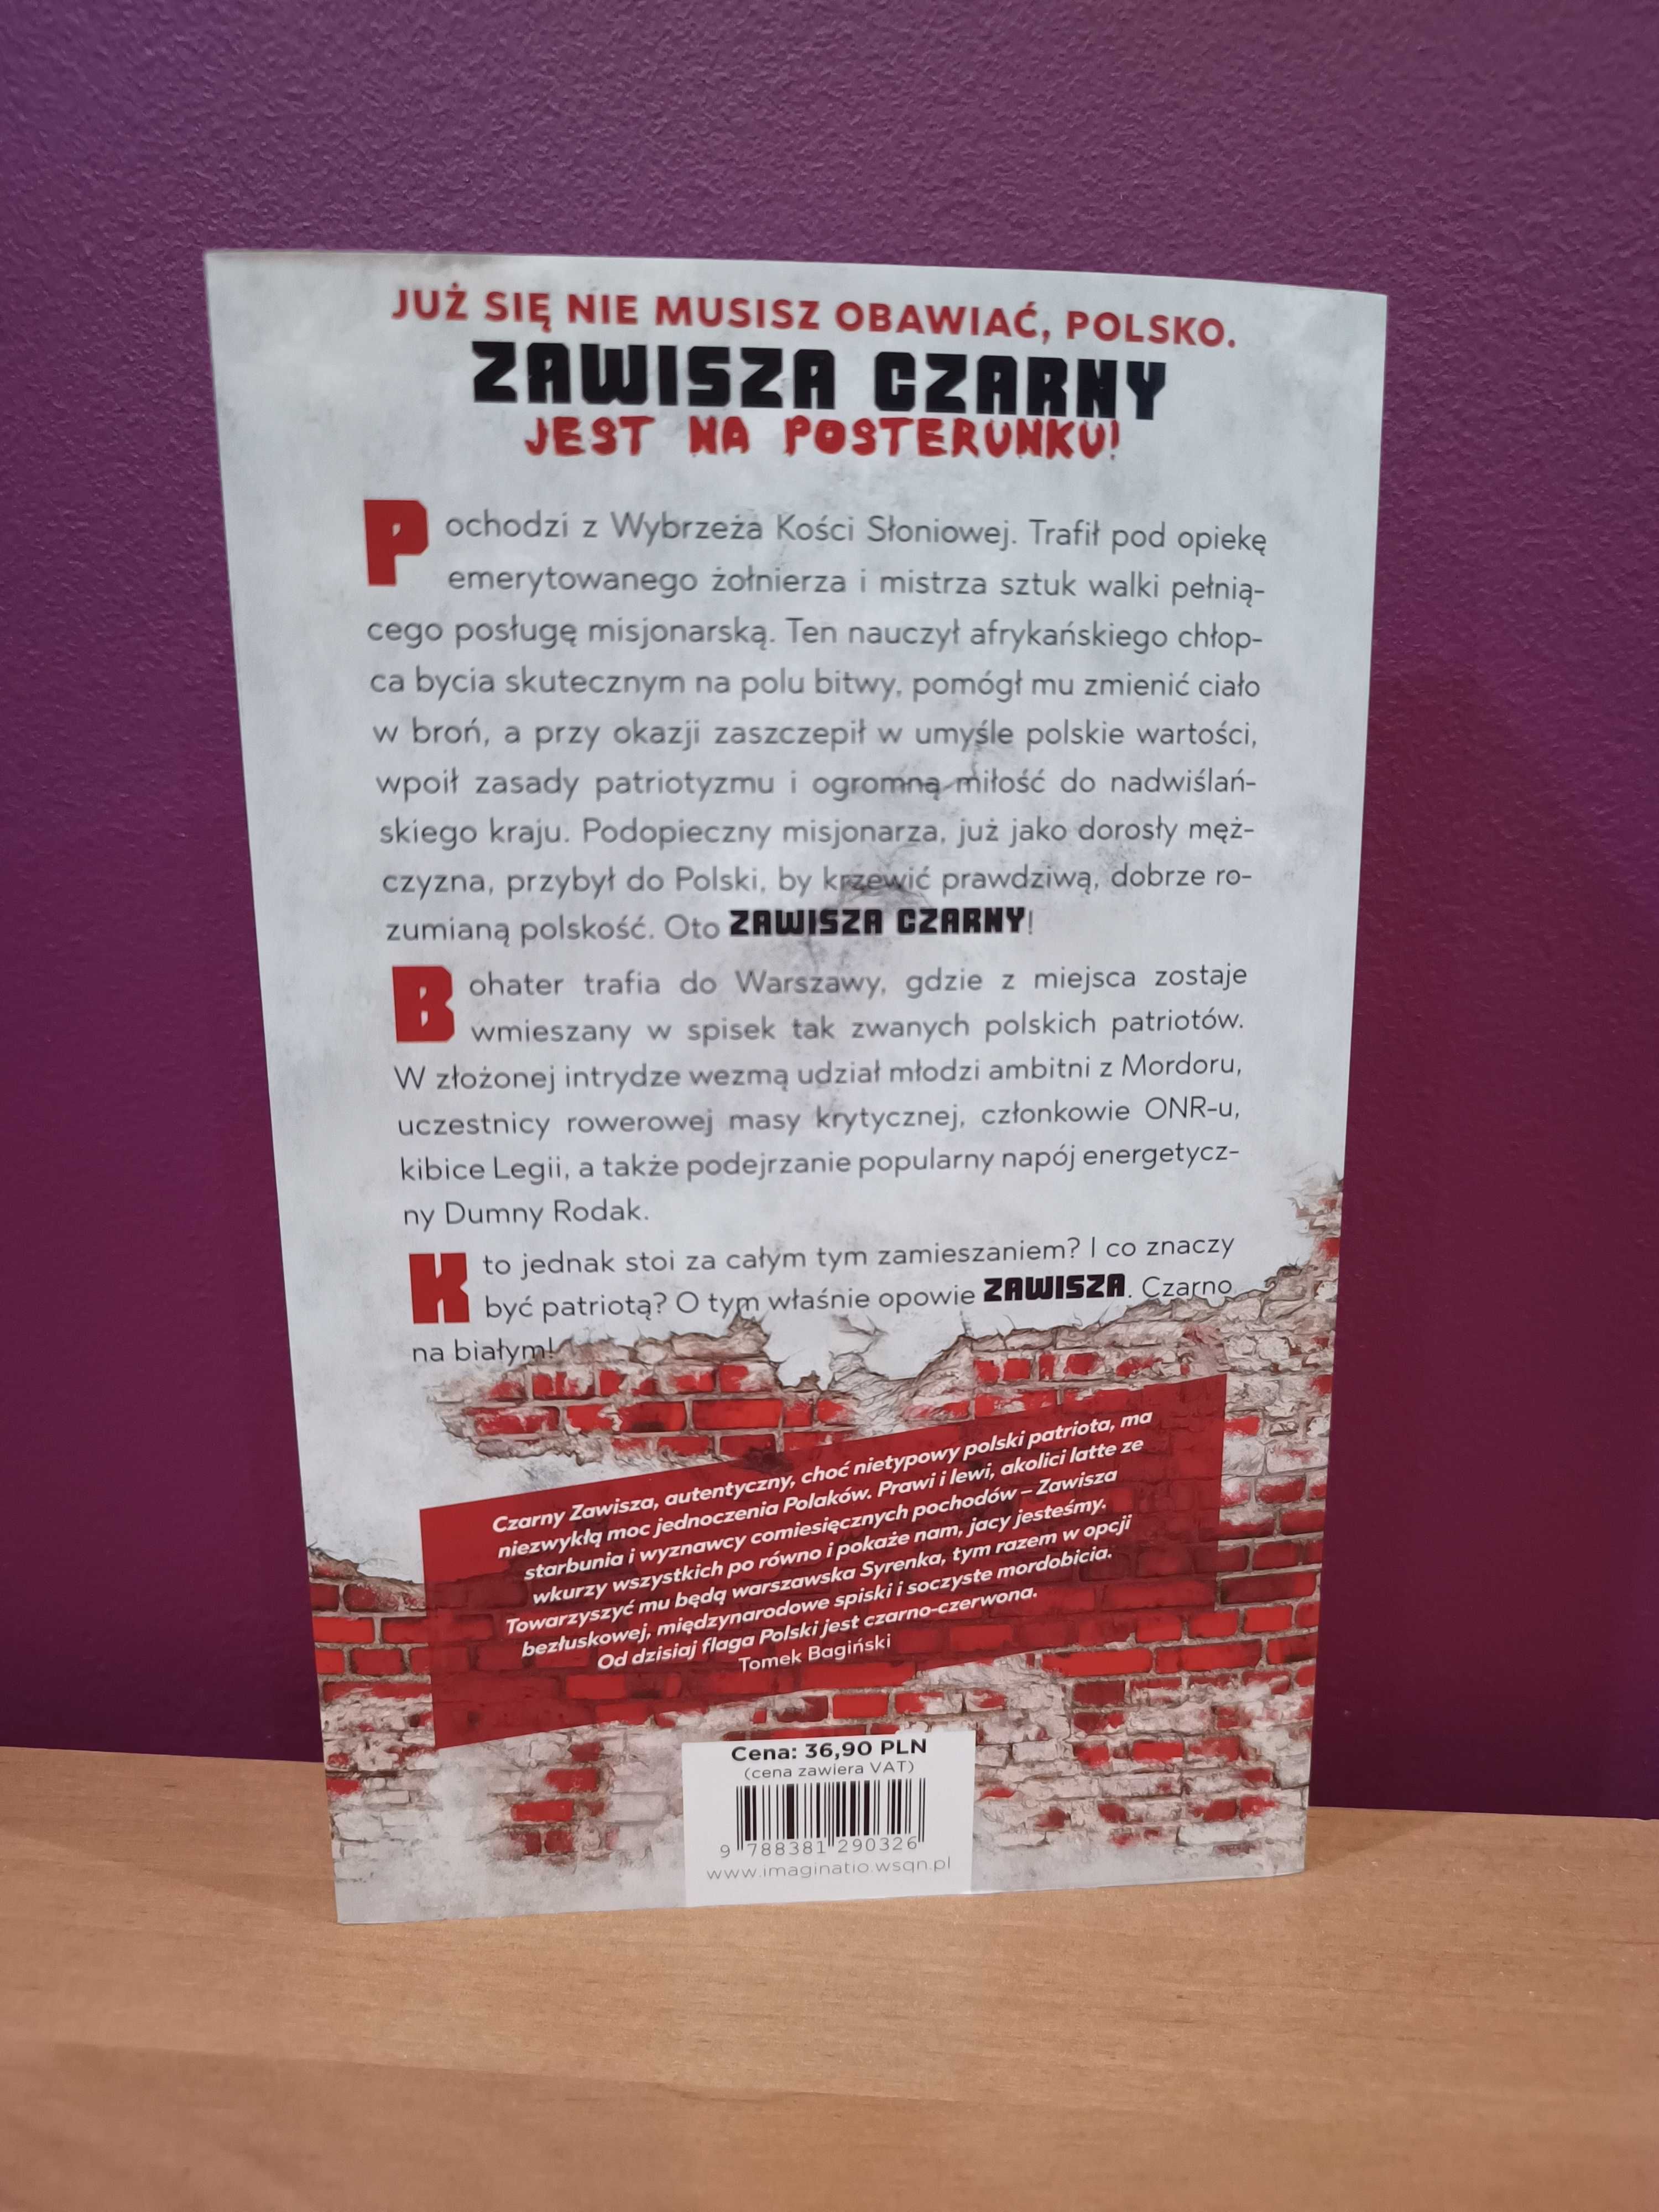 JUŻ SIĘ NIE MUSISZ OBAWIAĆ, POLSKO.
ZAWISZA CZARNY
JEST NA POSTERUNKU!
Pochodzi z Wybrzeża Kości Słoniowej. Trafił pod opiekę
emerytowanego żołnierza i mistrza sztuk walki pełnią-
cego posługę misjonarską. Ten nauczył afrykańskiego chłop-
ca bycia skutecznym na polu bitwy, pomógł mu zmienić ciało
w broń, a przy okazji zaszczepił w umyśle polskie wartości,
wpoił zasady patriotyzmu i ogromną miłość do nadwiślań-
skiego kraju. Podopieczny misjonarza, już jako dorosły męż-
czyzna, przybył do Polski, by krzewić prawdziwą, dobrze ro-
zumianą polskość. Oto ZAWISZA CZARNY!
Bohater trafia do Warszawy, gdzie z miejsca zostaje
wmieszany w spisek tak zwanych polskich patriotów.
W złożonej intrydze wezmą udział młodzi ambitni z Mordoru,
uczestnicy rowerowej masy krytycznej, członkowie ONR-u,
kibice Legii, a także podejrzanie popularny napój energetycz-
ny Dumny Rodak.
Kto jednak stoi za całym tym zamieszaniem? I co znaczy
być patriotą? O tym właśnie opowie ZAWISZA. Czarno
na białym!
Czarny Zawisza, autentyczny, choć nietypowy polski patriota, ma
niezwykłą moc jednoczenia Polaków. Prawi i lewi, akolici latte ze
starbunia i wyznawcy comiesięcznych pochodów – Zawisza
wkurzy wszystkich po równo i pokaże nam, jacy jesteśmy.
Towarzyszyć mu będą warszawska Syrenka, tym razem w opcji
bezłuskowej, międzynarodowe spiski i soczyste mordobicia.
Od dzisiaj flaga Polski jest czarno-czerwona.
Tomek Bagiński
Cena: 36,90 PLN
(cena zawiera VAT)
9 788381 290326
www.imaginatio.wsqn.pl